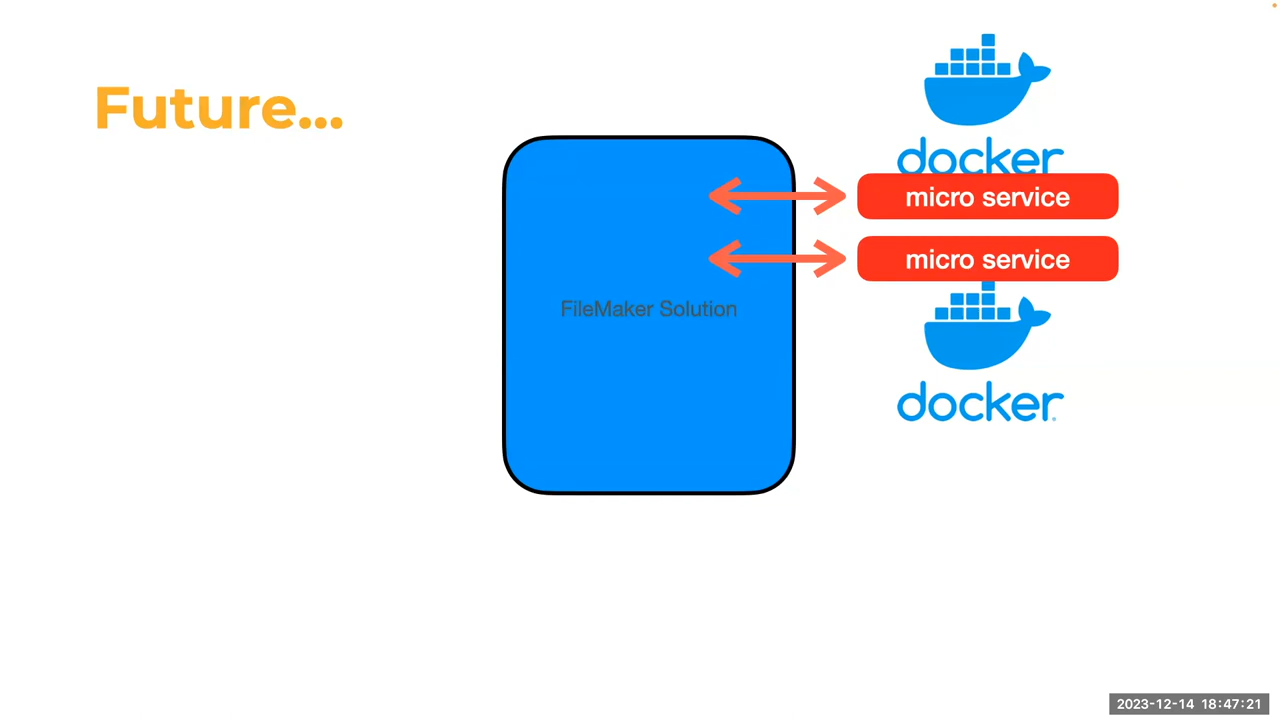 Future...
docker
micro service
micro service
FileMaker Solution
docker
2023-12-14 18:47:21